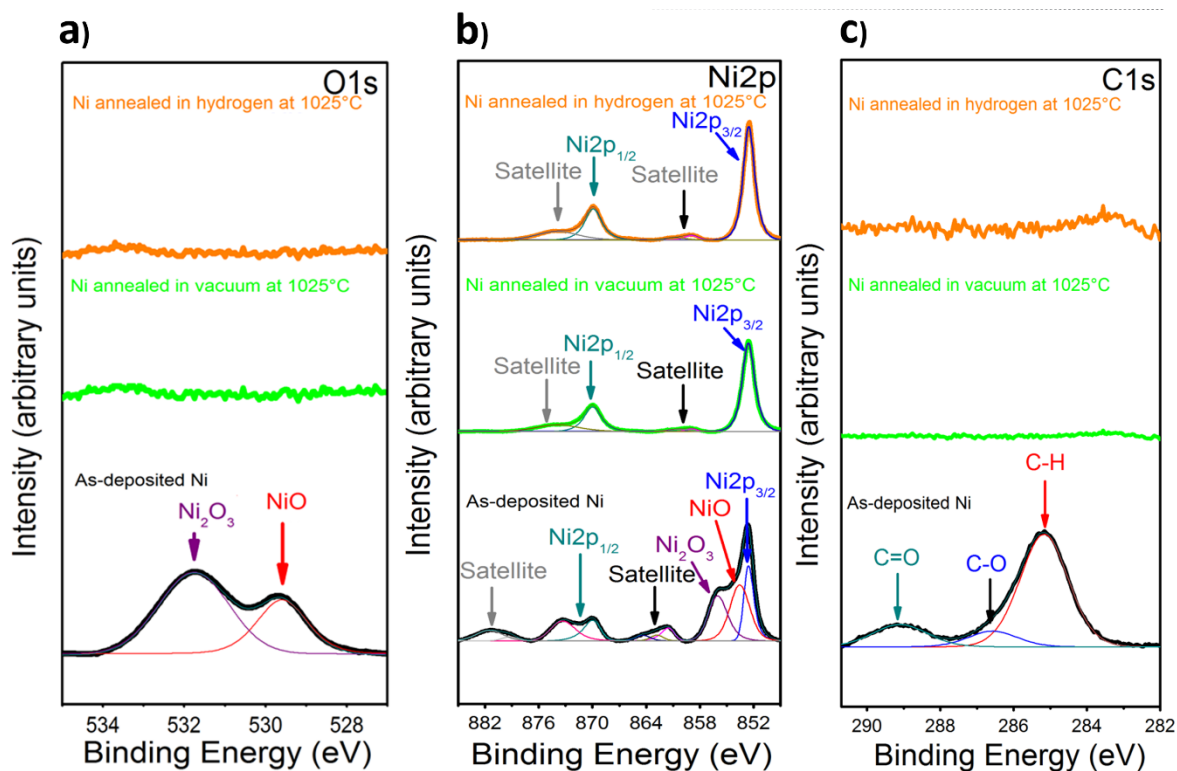 a)
O1s
Ni annealed in hydrogen at 1025°C
Ni annealed in vacuum at 1025°C
As-deposited Ni
Ni₂O₃
NiO
Intensity (arbitrary units)
534 532 530 528
Binding Energy (eV)
b)
Ni2p
Ni annealed in hydrogen at 1025°C
Ni2p₃/₂
Ni2p₁/₂
Satellite
Satellite
Ni annealed in vacuum at 1025°C
Ni2p₃/₂
Ni2p₁/₂
Satellite
Satellite
As-deposited Ni
Ni2p₃/₂
NiO
Ni₂O₃
Ni2p₁/₂
Satellite
Satellite
Intensity (arbitrary units)
882 876 870 864 858 852
Binding Energy (eV)
c)
C1s
Ni annealed in hydrogen at 1025°C
Ni annealed in vacuum at 1025°C
C-H
As-deposited Ni
C=O
C-O
Intensity (arbitrary units)
290 288 286 284 282
Binding Energy (eV)